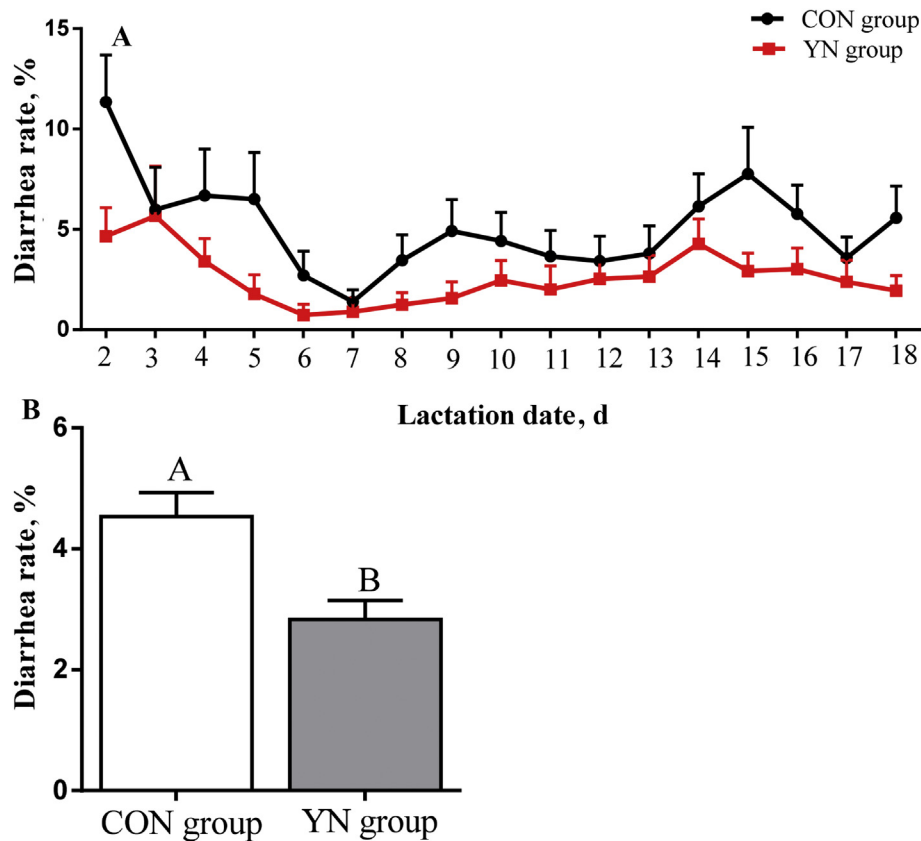 A
CON group
YN group
Diarrhea rate, %
15
10
5
0
2 3 4 5 6 7 8 9 10 11 12 13 14 15 16 17 18
Lactation date, d
B
Diarrhea rate, %
6
4
2
0
A
B
CON group YN group